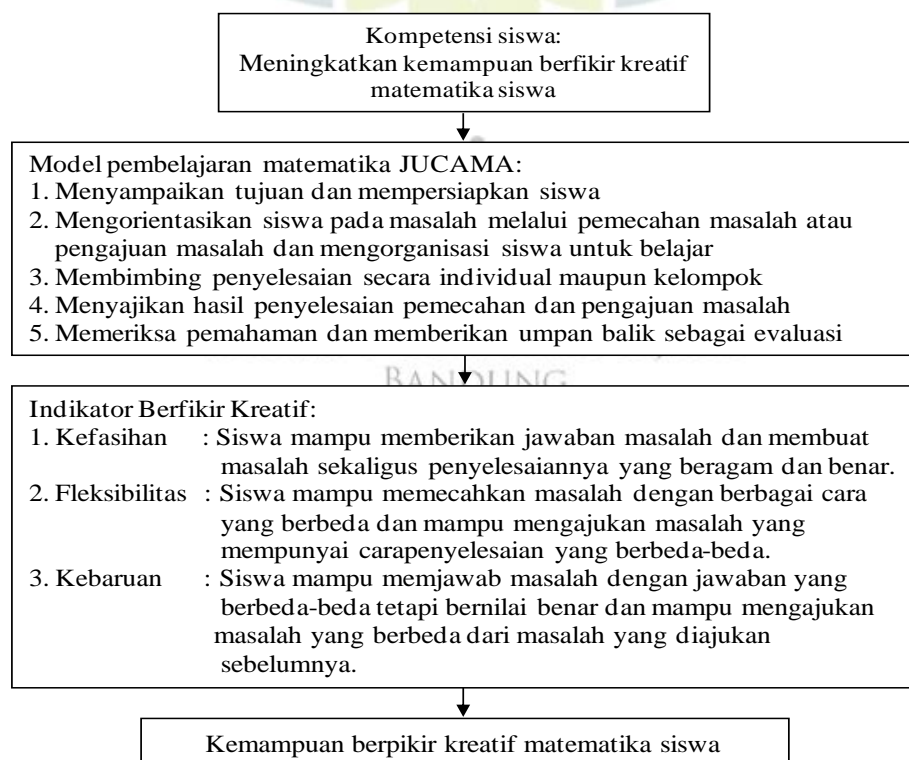 Kompetensi siswa:
Meningkatkan kemampuan berfikir kreatif
matematika siswa
Model pembelajaran matematika JUCAMA:
1. Menyampaikan tujuan dan mempersiapkan siswa
2. Mengorientasikan siswa pada masalah melalui pemecahan masalah atau
pengajuan masalah dan mengorganisasi siswa untuk belajar
3. Membimbing penyelesaian secara individual maupun kelompok
4. Menyajikan hasil penyelesaian pemecahan dan pengajuan masalah
5. Memeriksa pemahaman dan memberikan umpan balik sebagai evaluasi
BANDUNG
Indikator Berfikir Kreatif:
1. Kefasihan : Siswa mampu memberikan jawaban masalah dan membuat
masalah sekaligus penyelesaiannya yang beragam dan benar.
2. Fleksibilitas : Siswa mampu memecahkan masalah dengan berbagai cara
yang berbeda dan mampu mengajukan masalah yang
mempunyai carapenyelesaian yang berbeda-beda.
3. Kebaruan : Siswa mampu memjawab masalah dengan jawaban yang
berbeda-beda tetapi bernilai benar dan mampu mengajukan
masalah yang berbeda dari masalah yang diajukan
sebelumnya.
Kemampuan berpikir kreatif matematika siswa